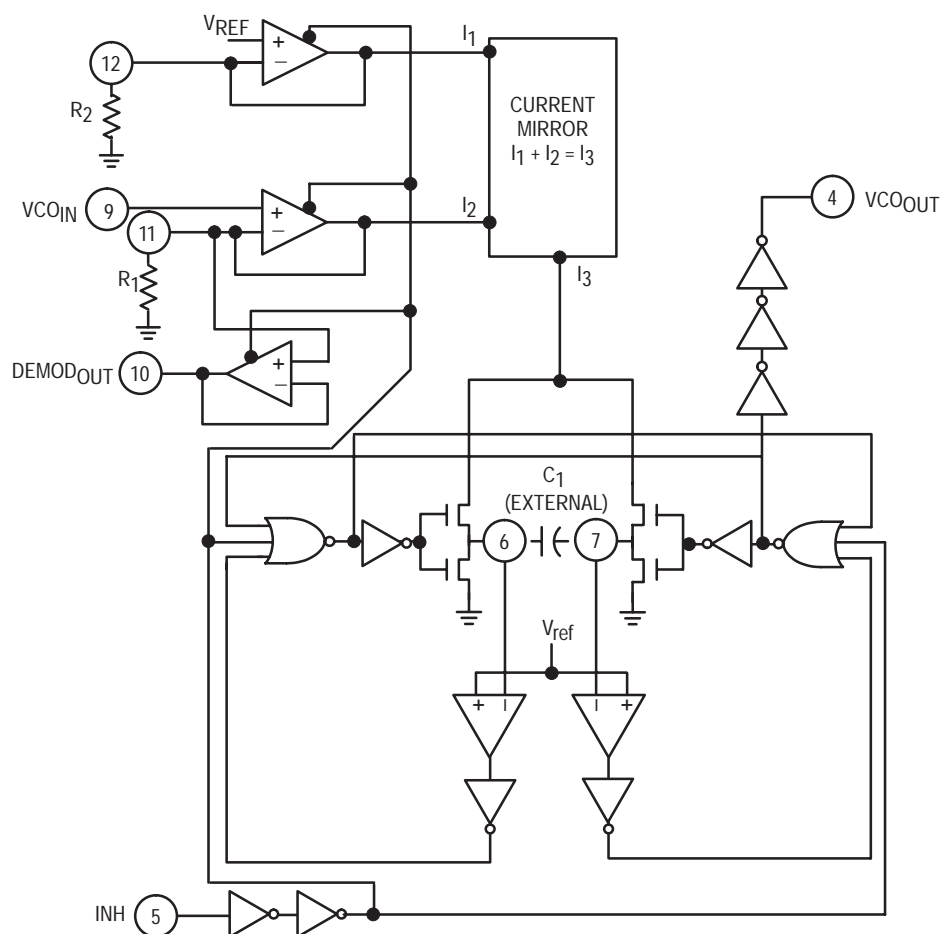 VREF
+
−
I1
12
R2
CURRENT
MIRROR
I1 + I2 = I3
VCOIN
9
+
−
I2
11
R1
I3
4
VCOOUT
DEMODOUT
10
+
−
C1
(EXTERNAL)
6
7
Vref
+
I
I
+
INH
5